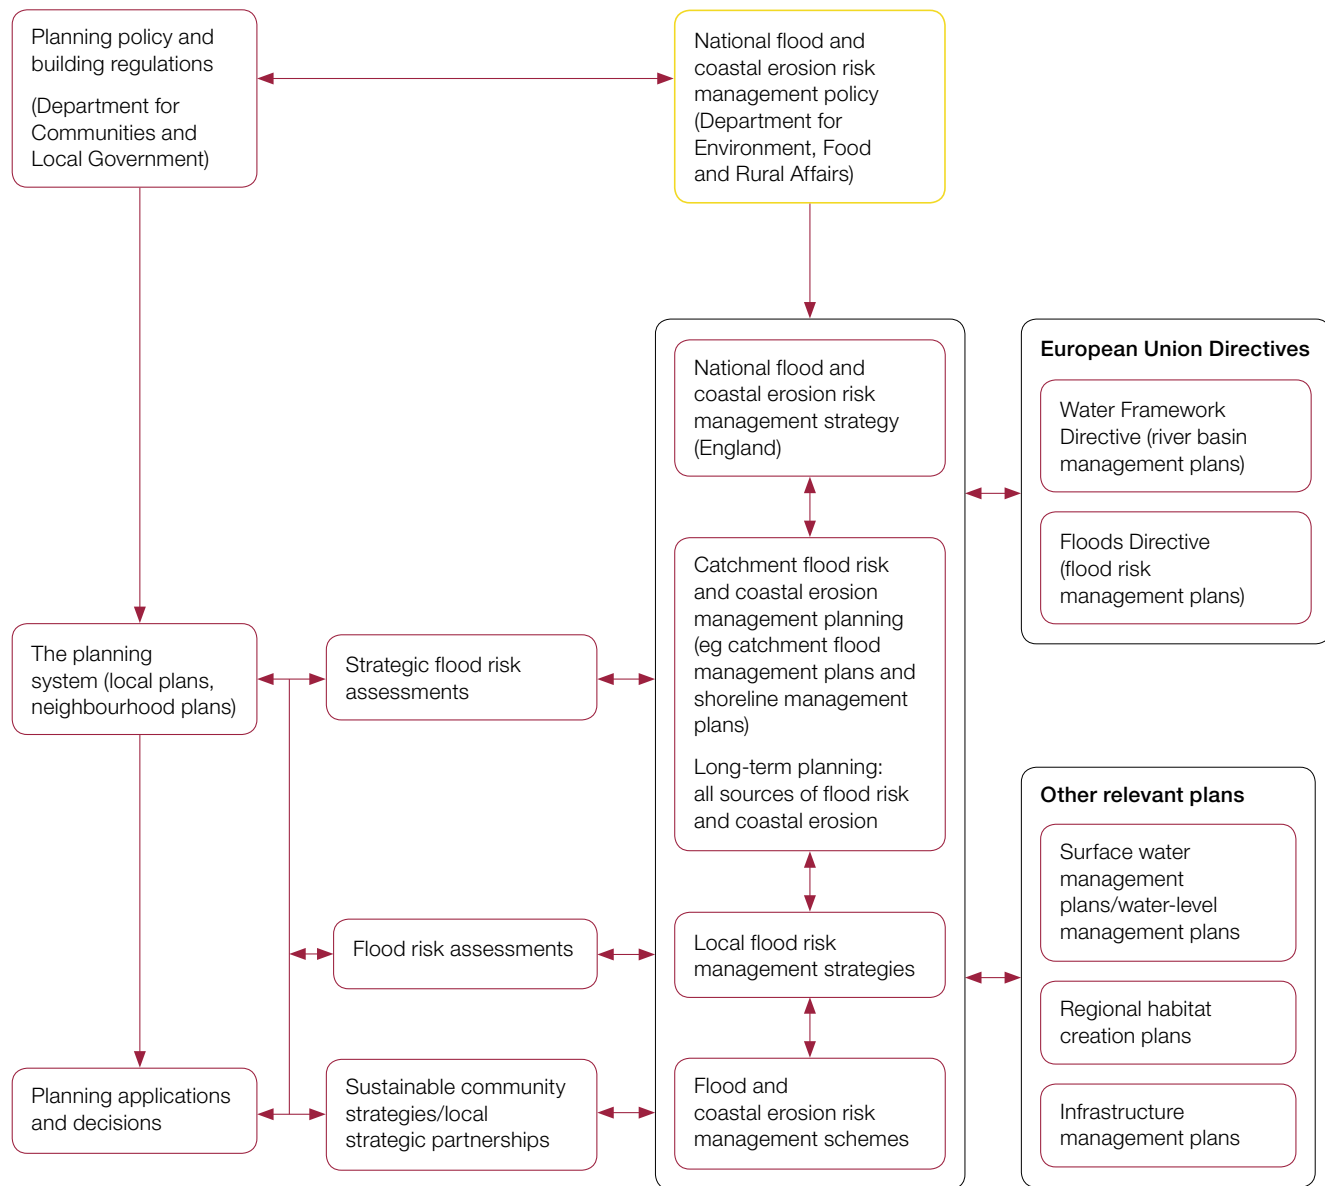 Planning policy and
building regulations
(Department for
Communities and
Local Government)
National flood and
coastal erosion risk
management policy
(Department for
Environment, Food
and Rural Affairs)
National flood and
coastal erosion risk
management strategy
(England)
European Union Directives
Water Framework
Directive (river basin
management plans)
Floods Directive
(flood risk
management plans)
Catchment flood risk
and coastal erosion
management planning
(eg catchment flood
management plans and
shoreline management
plans)
Long-term planning:
all sources of flood risk
and coastal erosion
The planning
system (local plans,
neighbourhood plans)
Strategic flood risk
assessments
Flood risk assessments
Local flood risk
management strategies
Other relevant plans
Surface water
management
plans/water-level
management plans
Regional habitat
creation plans
Infrastructure
management plans
Planning applications
and decisions
Sustainable community
strategies/local
strategic partnerships
Flood and
coastal erosion risk
management schemes